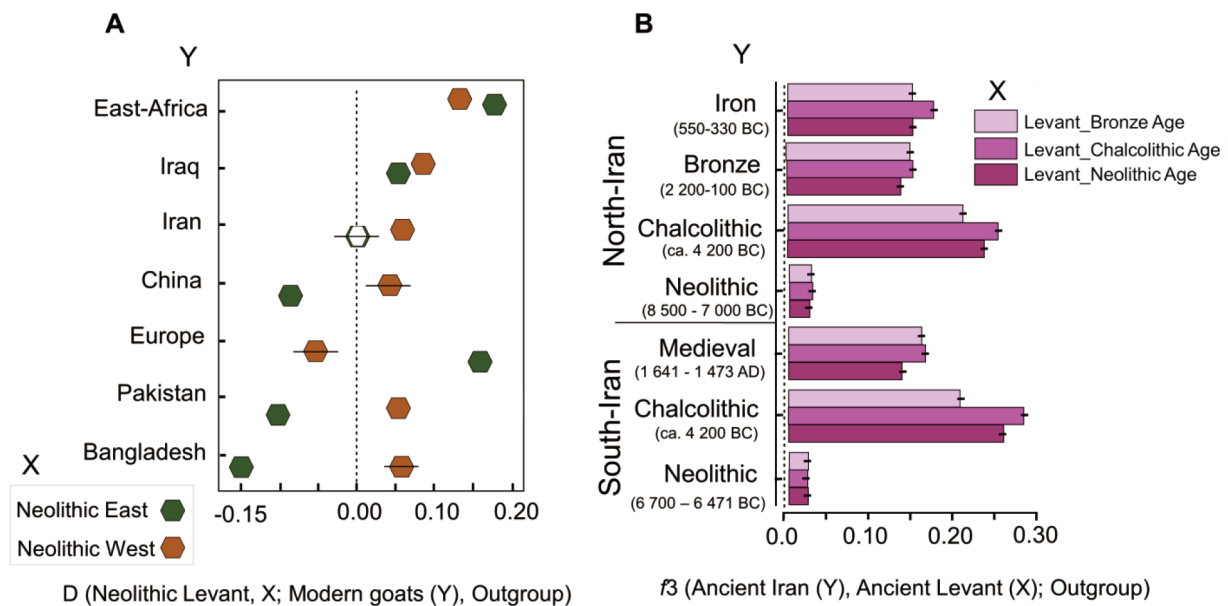 A
Y
East-Africa
Iraq
Iran
China
Europe
Pakistan
Bangladesh
X
Neolithic East
Neolithic West
-0.15
0.00
0.10
0.20
D (Neolithic Levant, X; Modern goats (Y), Outgroup)
B
Y
X
Levant_Bronze Age
Levant_Chalcolithic Age
Levant_Neolithic Age
North-Iran
Iron
(550-330 BC)
Bronze
(2 200-100 BC)
Chalcolithic
(ca. 4 200 BC)
Neolithic
(8 500 - 7 000 BC)
South-Iran
Medieval
(1 641 - 1 473 AD)
Chalcolithic
(ca. 4 200 BC)
Neolithic
(6 700 – 6 471 BC)
0.0
0.10
0.20
0.30
f3 (Ancient Iran (Y), Ancient Levant (X); Outgroup)